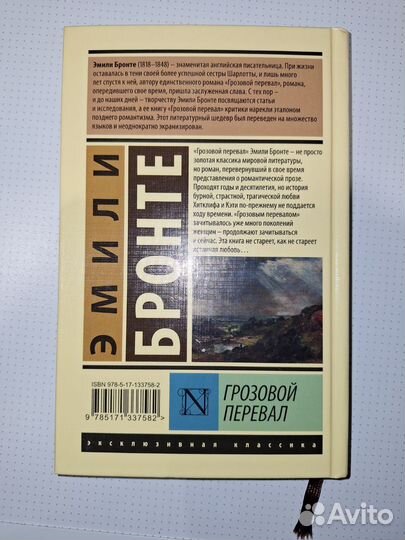 Эмили Бронте (1818–1848) – знаменитая английская писательница. При жизни
оставалась в тени своей более успешной сестры Шарлотты, и лишь много
лет спустя к ней, автору единственного романа «Грозовой перевал», романа,
опередившего свое время, пришла заслуженная слава. С тех пор –
и до наших дней – творчеству Эмили Бронте посвящаются статьи
и исследования, а ее книгу «Грозовой перевал» критики нарекли эталоном
позднего романтизма. Этот литературный шедевр был переведен на множество
языков и неоднократно экранизирован.
ЭМИЛИ
БРОНТЕ
«Грозовой перевал» Эмили Бронте – не просто
золотая классика мировой литературы,
но роман, перевернувший в свое время
представления о романтической прозе.
Проходят годы и десятилетия, но история
бурной, страстной, трагической любви
Хитклифа и Кэти по-прежнему не поддается
ходу времени. «Грозовым перевалом»
зачитывалось уже много поколений
женщин – продолжают зачитываться
и сейчас. Эта книга не стареет, как не стареет
истинная любовь…
ISBN 978-5-17-133758-2
9 785171 337582 >
N
ГРОЗОВОЙ
ПЕРЕВАЛ
эксклюзивная классика
Avito